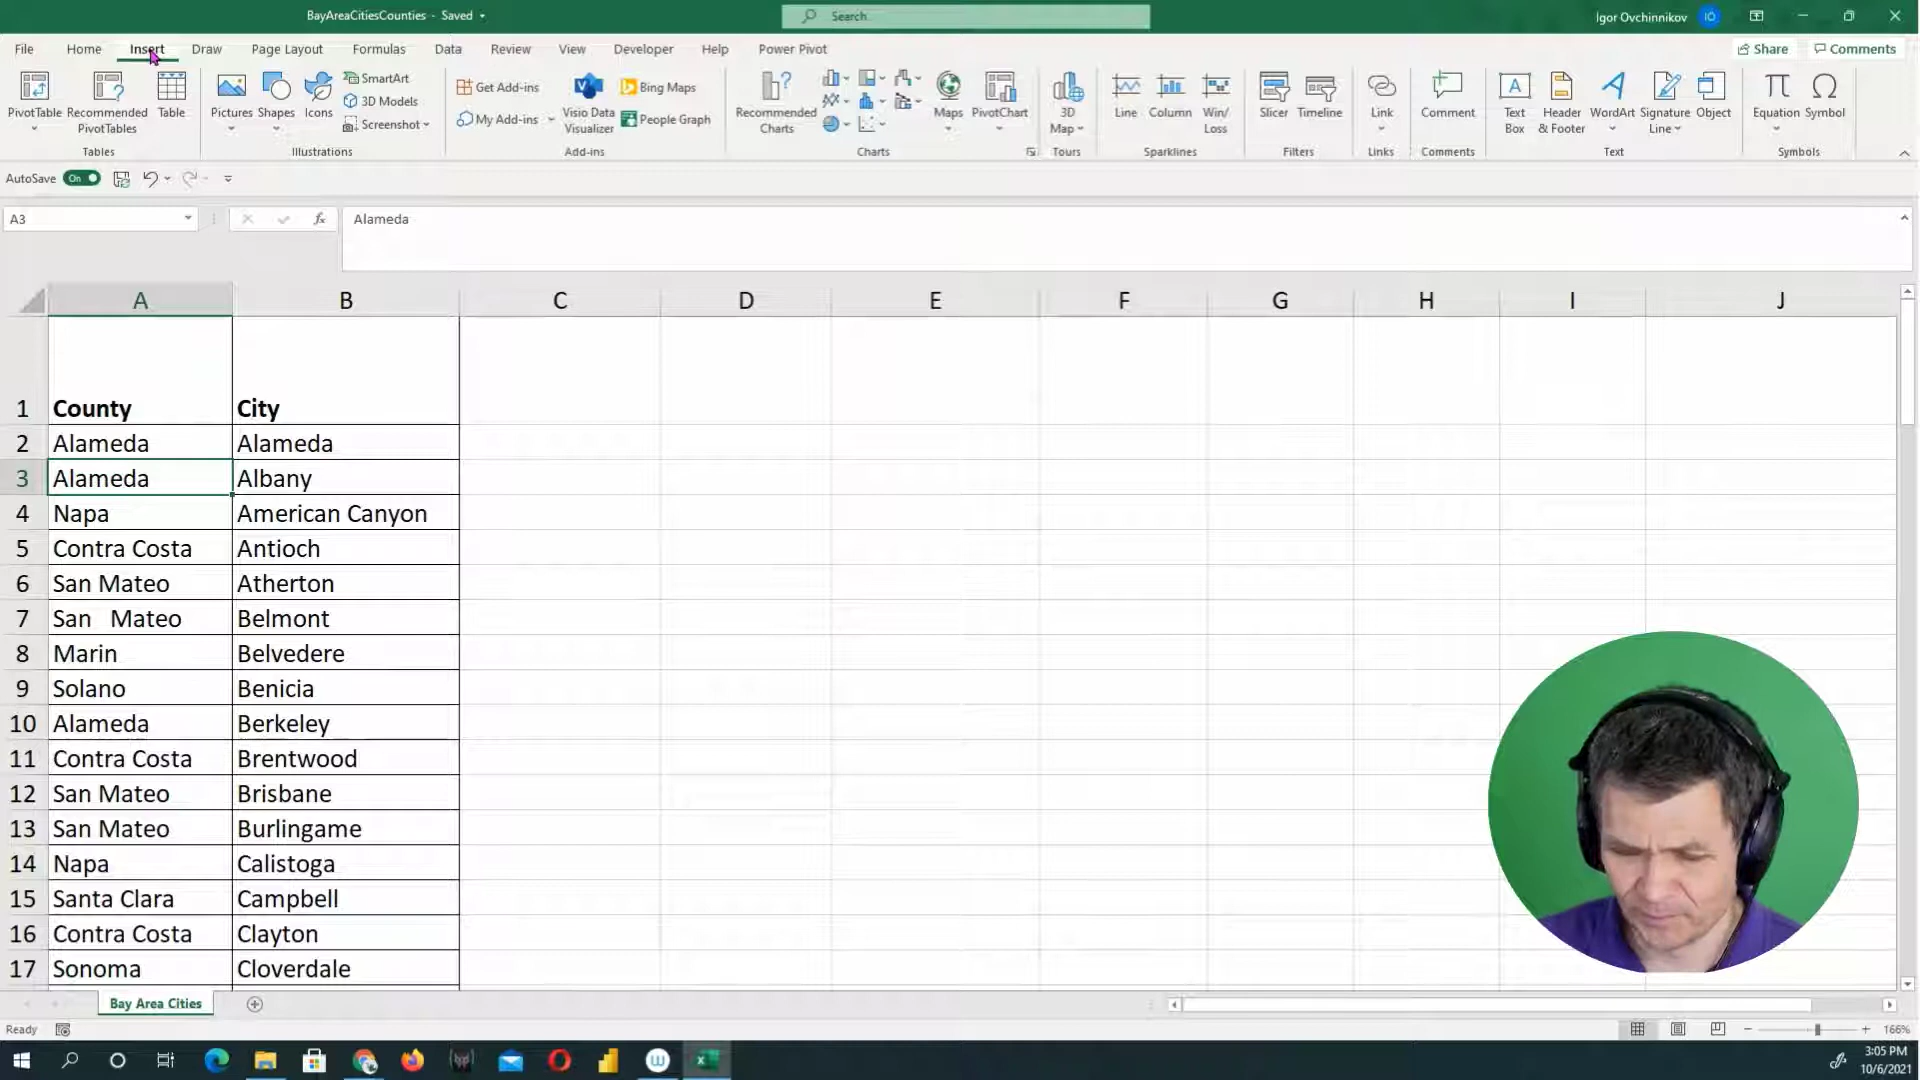 BayAreaCitiesCounties - Saved
Search
Igor Ovchinnikov
IO
File Home Insert Draw Page Layout Formulas Data Review View Developer Help Power Pivot
Share Comments
PivotTable
Recommended PivotTables
Table
Tables
Pictures
Shapes
Icons
SmartArt
3D Models
Screenshot
Illustrations
Get Add-ins
My Add-ins
Visio Data Visualizer
Bing Maps
People Graph
Add-ins
Recommended Charts
Maps
PivotChart
Charts
3D Map
Tours
Line
Column
Win/Loss
Sparklines
Slicer
Timeline
Filters
Link
Links
Comment
Comments
Text Box
Header & Footer
WordArt
Signature Line
Object
Text
Equation
Symbol
Symbols
AutoSave On
A3
fx
Alameda
A B C D E F G H I J
1 County City
2 Alameda Alameda
3 Alameda Albany
4 Napa American Canyon
5 Contra Costa Antioch
6 San Mateo Atherton
7 San   Mateo Belmont
8 Marin Belvedere
9 Solano Benicia
10 Alameda Berkeley
11 Contra Costa Brentwood
12 San Mateo Brisbane
13 San Mateo Burlingame
14 Napa Calistoga
15 Santa Clara Campbell
16 Contra Costa Clayton
17 Sonoma Cloverdale
Bay Area Cities
Ready
166%
3:05 PM
10/6/2021